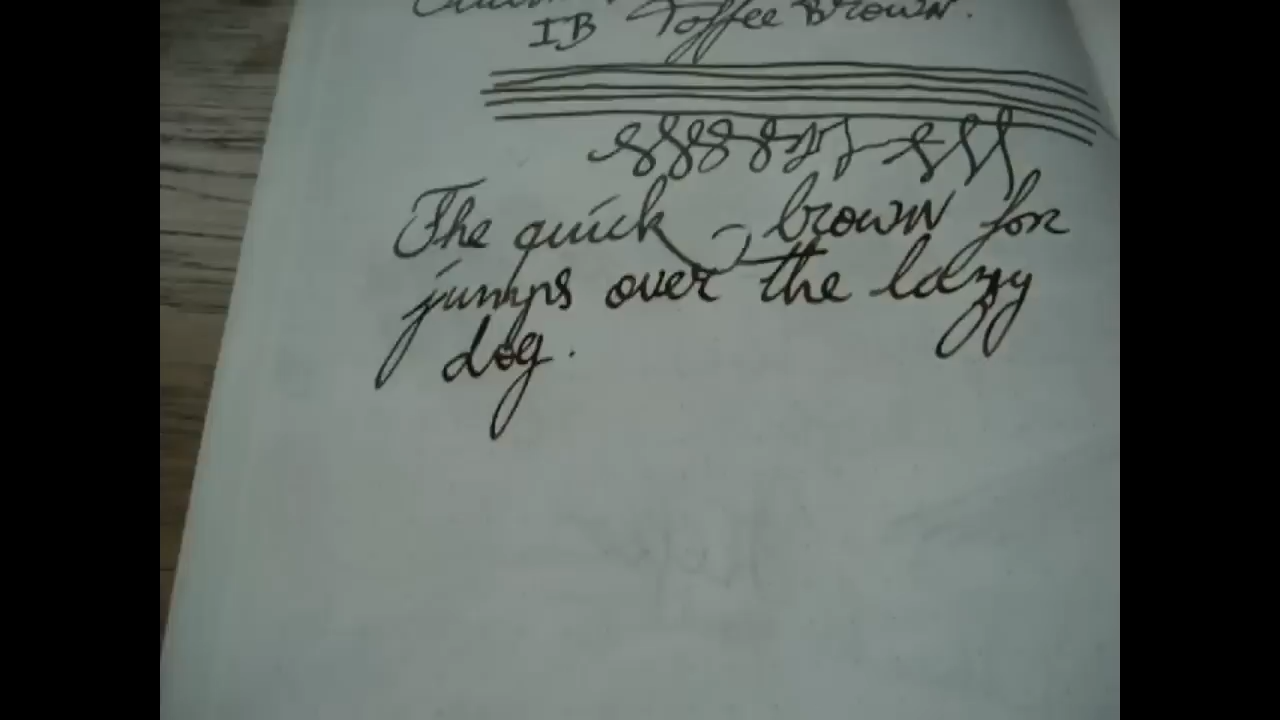 IB Toffee Brown.
The quick brown fox
jumps over the lazy
dog.